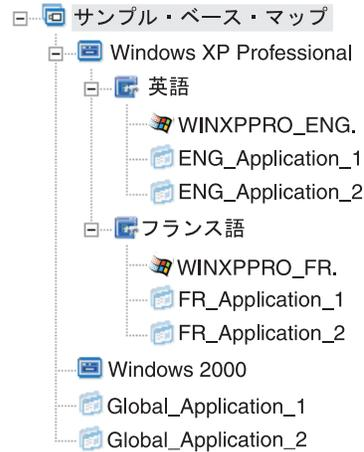 サンプル・ベース・マップ
Windows XP Professional
英語
WINXPPRO_ENG.
ENG_Application_1
ENG_Application_2
フランス語
WINXPPRO_FR.
FR_Application_1
FR_Application_2
Windows 2000
Global_Application_1
Global_Application_2